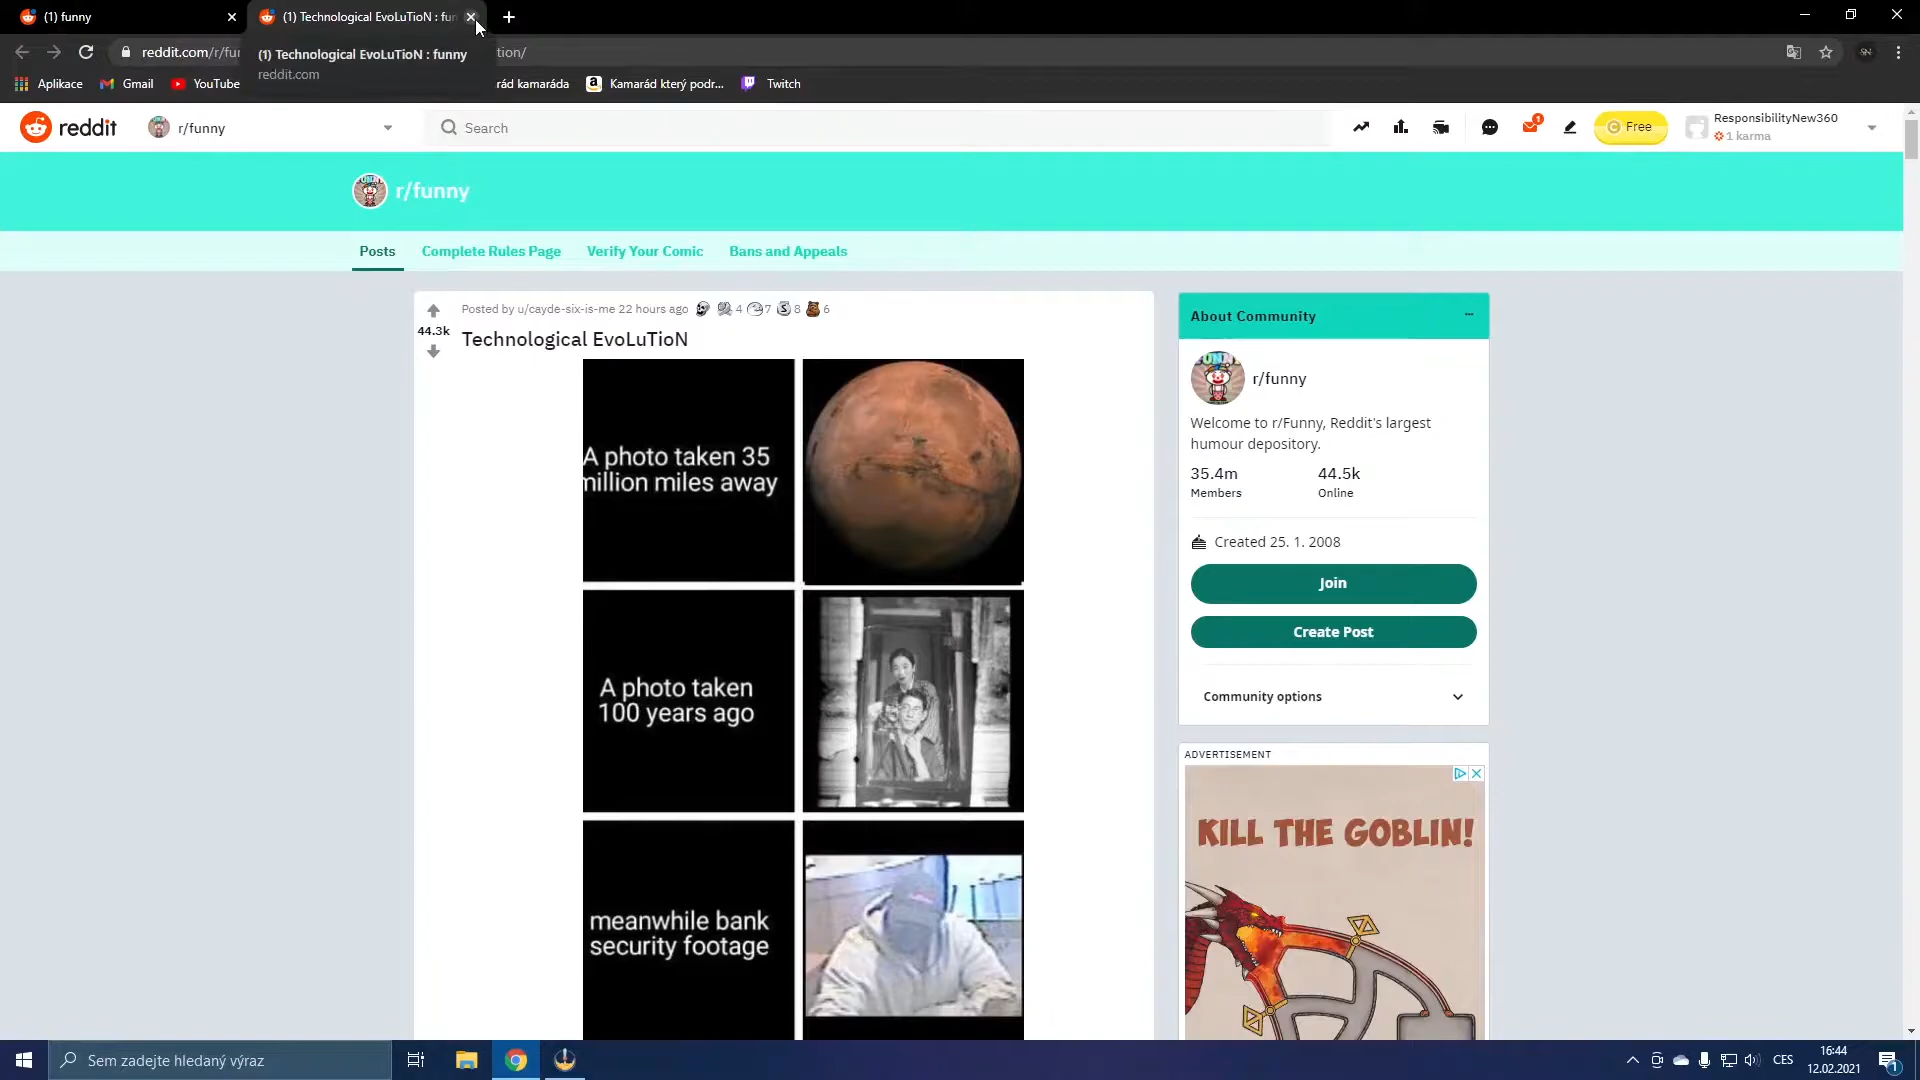 (1) funny
(1) Technological EvoLuTioN : fun
reddit.com/r/fun
tion/
(1) Technological EvoLuTioN : funny
reddit.com
Aplikace
Gmail
YouTube
rád kamaráda
Kamarád který podr...
Twitch
reddit
r/funny
Search
1
Free
ResponsibilityNew360
1 karma
r/funny
Posts
Complete Rules Page
Verify Your Comic
Bans and Appeals
Posted by u/cayde-six-is-me 22 hours ago 4 7 8 6
44.3k
Technological EvoLuTioN
A photo taken 35
million miles away
A photo taken
100 years ago
meanwhile bank
security footage
About Community
r/funny
Welcome to r/Funny, Reddit's largest
humour depository.
35.4m
44.5k
Members
Online
Created 25. 1. 2008
Join
Create Post
Community options
ADVERTISEMENT
KILL THE GOBLIN!
Sem zadejte hledaný výraz
CES
16:44
12.02.2021
1